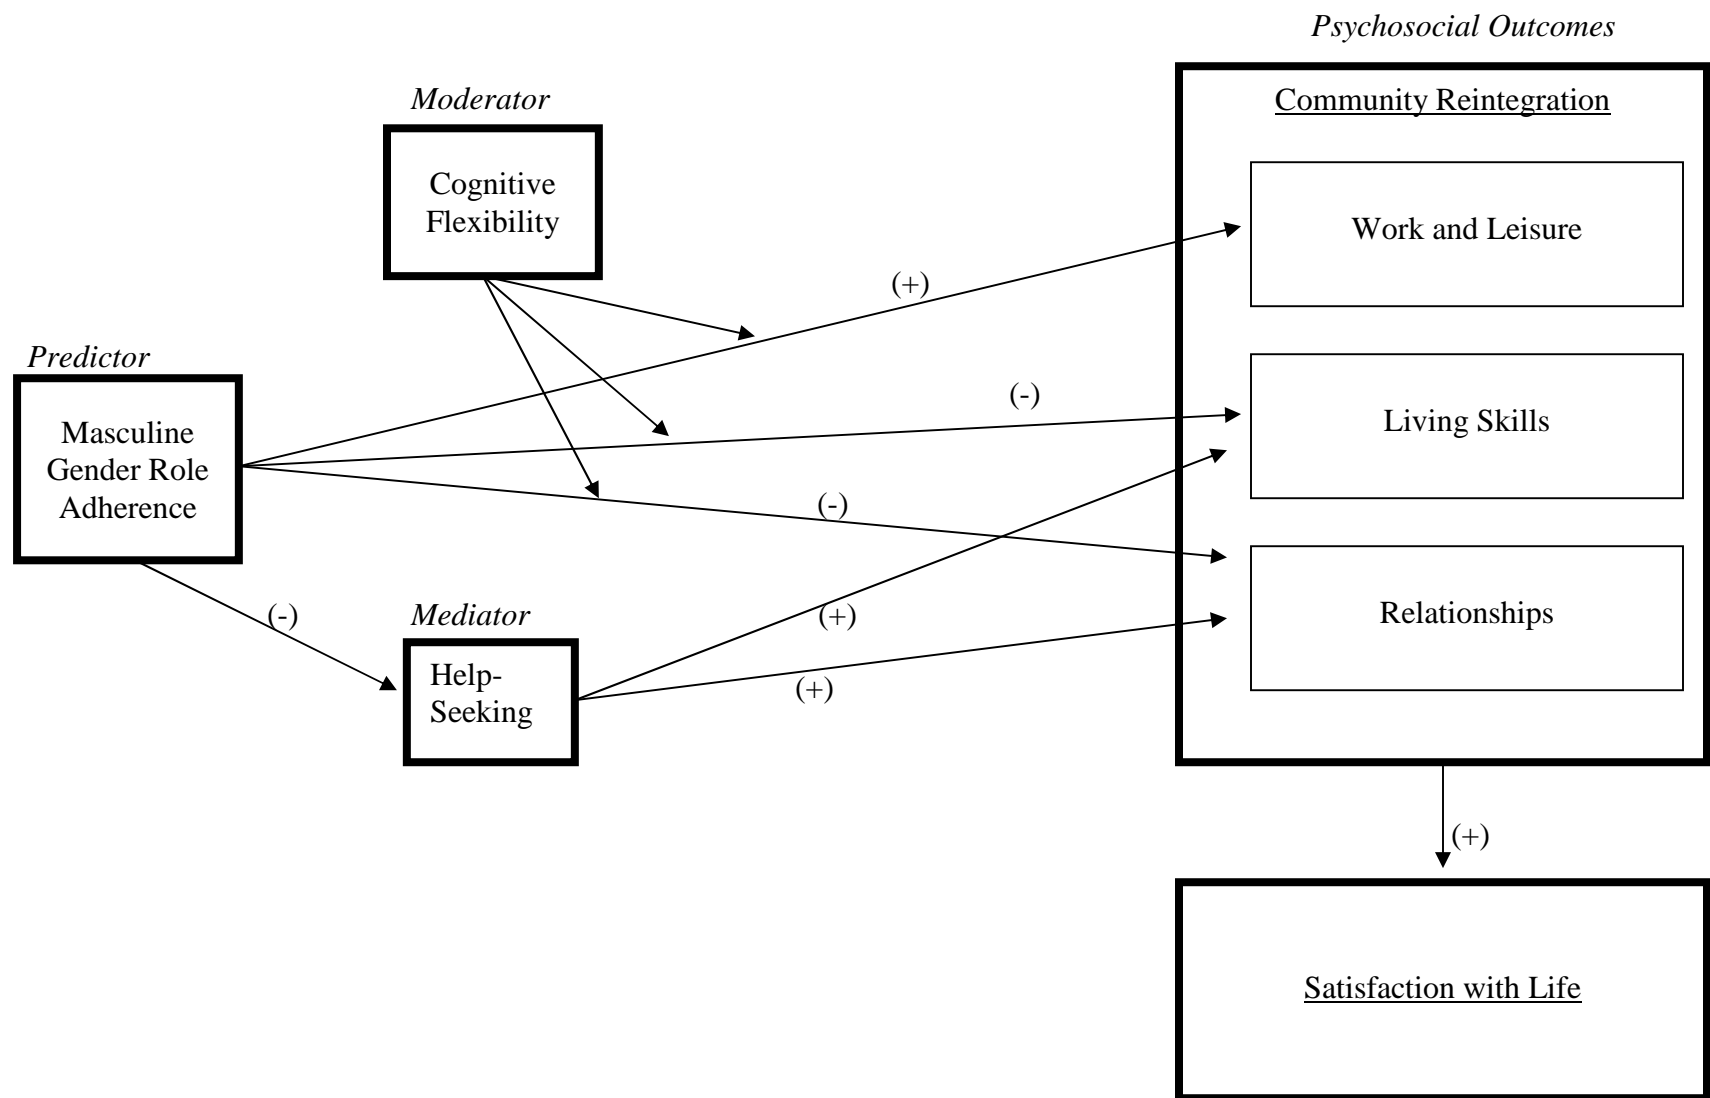 Psychosocial Outcomes
Community Reintegration
Moderator
Cognitive
Flexibility
Work and Leisure
(+)
Predictor
Masculine
Gender Role
Adherence
(-)
Living Skills
(-)
(-)
Mediator
Help-
Seeking
(+)
(+)
Relationships
(+)
Satisfaction with Life